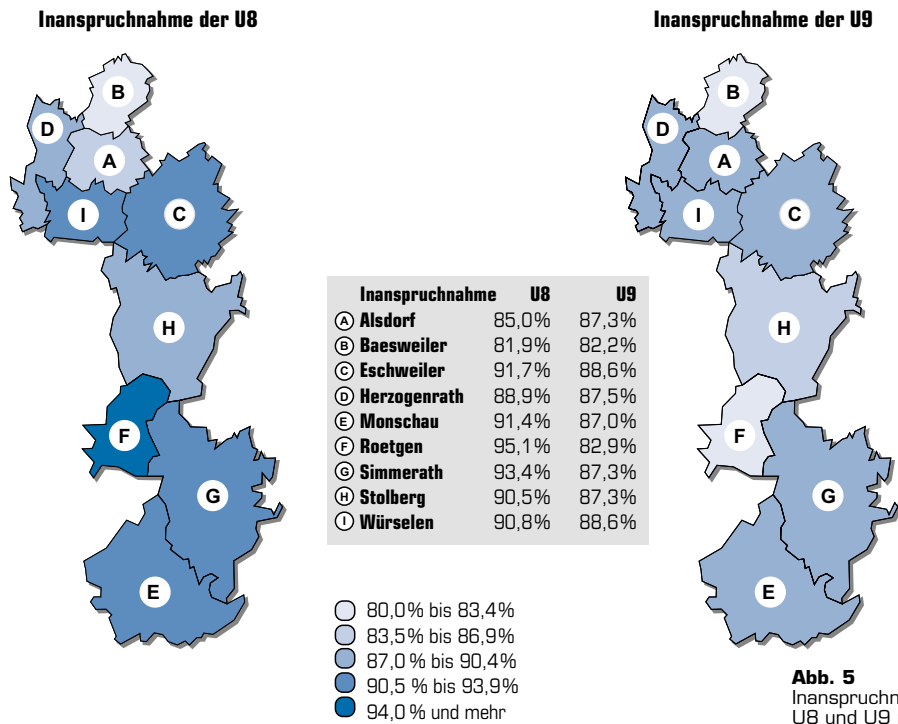 Inanspruchnahme der U8
Inanspruchnahme der U9
B
D
A
I
C
H
F
G
E
B
D
A
I
C
H
F
G
E
Inanspruchnahme U8 U9
A Alsdorf 85,0% 87,3%
B Baesweiler 81,9% 82,2%
C Eschweiler 91,7% 88,6%
D Herzogenrath 88,9% 87,5%
E Monschau 91,4% 87,0%
F Roetgen 95,1% 82,9%
G Simmerath 93,4% 87,3%
H Stolberg 90,5% 87,3%
I Würselen 90,8% 88,6%
80,0% bis 83,4%
83,5% bis 86,9%
87,0% bis 90,4%
90,5 % bis 93,9%
94,0% und mehr
Abb. 5
Inanspruchn
U8 und U9